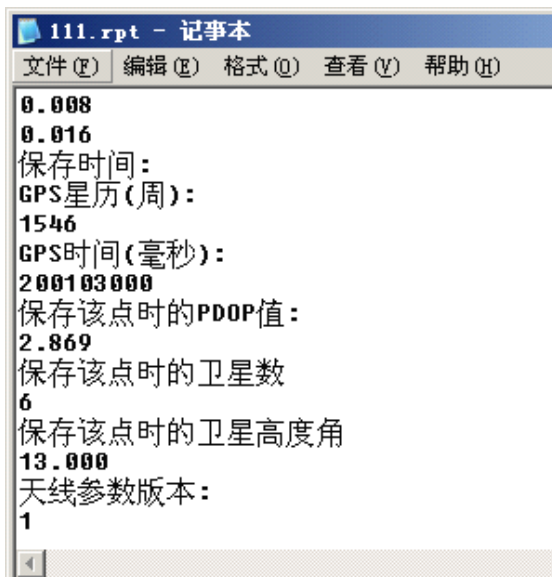 111.rpt - 记事本
文件(F) 编辑(E) 格式(O) 查看(V) 帮助(H)
0.008
0.016
保存时间:
GPS星历(周):
1546
GPS时间(毫秒):
200103000
保存该点时的PDOP值:
2.869
保存该点时的卫星数
6
保存该点时的卫星高度角
13.000
天线参数版本:
1